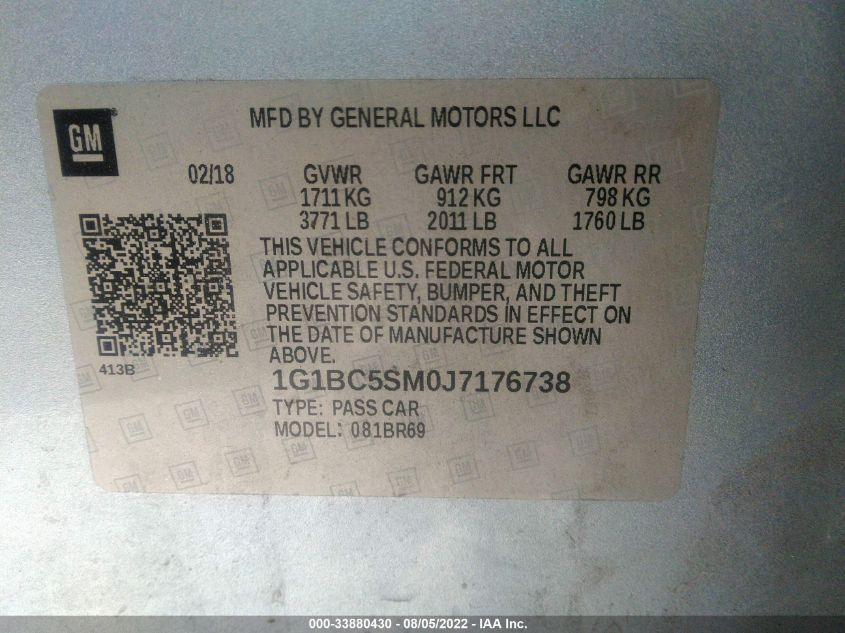 GM
MFD BY GENERAL MOTORS LLC
02/18 GVWR GAWR FRT GAWR RR
1711 KG 912 KG 798 KG
3771 LB 2011 LB 1760 LB
THIS VEHICLE CONFORMS TO ALL
APPLICABLE U.S. FEDERAL MOTOR
VEHICLE SAFETY, BUMPER, AND THEFT
PREVENTION STANDARDS IN EFFECT ON
THE DATE OF MANUFACTURE SHOWN
ABOVE.
413B
1G1BC5SM0J7176738
TYPE: PASS CAR
MODEL: 081BR69
000-33880430 - 08/05/2022 - IAA Inc.